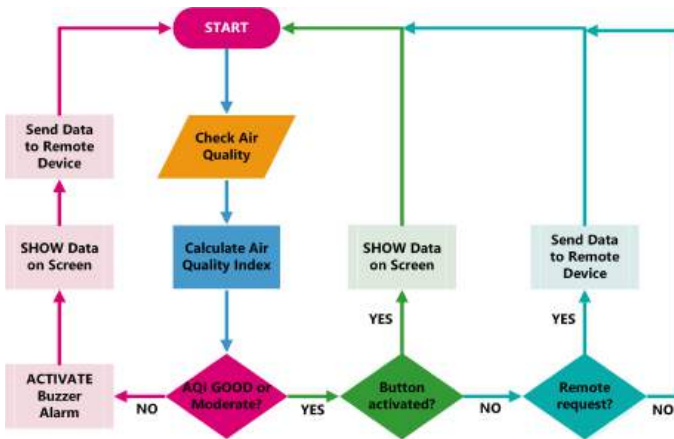 START
Check Air
Quality
Send Data
to Remote
Device
Calculate Air
Quality Index
SHOW Data
on Screen
SHOW Data
on Screen
Send Data
to Remote
Device
YES
YES
ACTIVATE
Buzzer
Alarm
NO
AQi GOOD or
Moderate?
YES
Button
activated?
NO
Remote
request?
NO